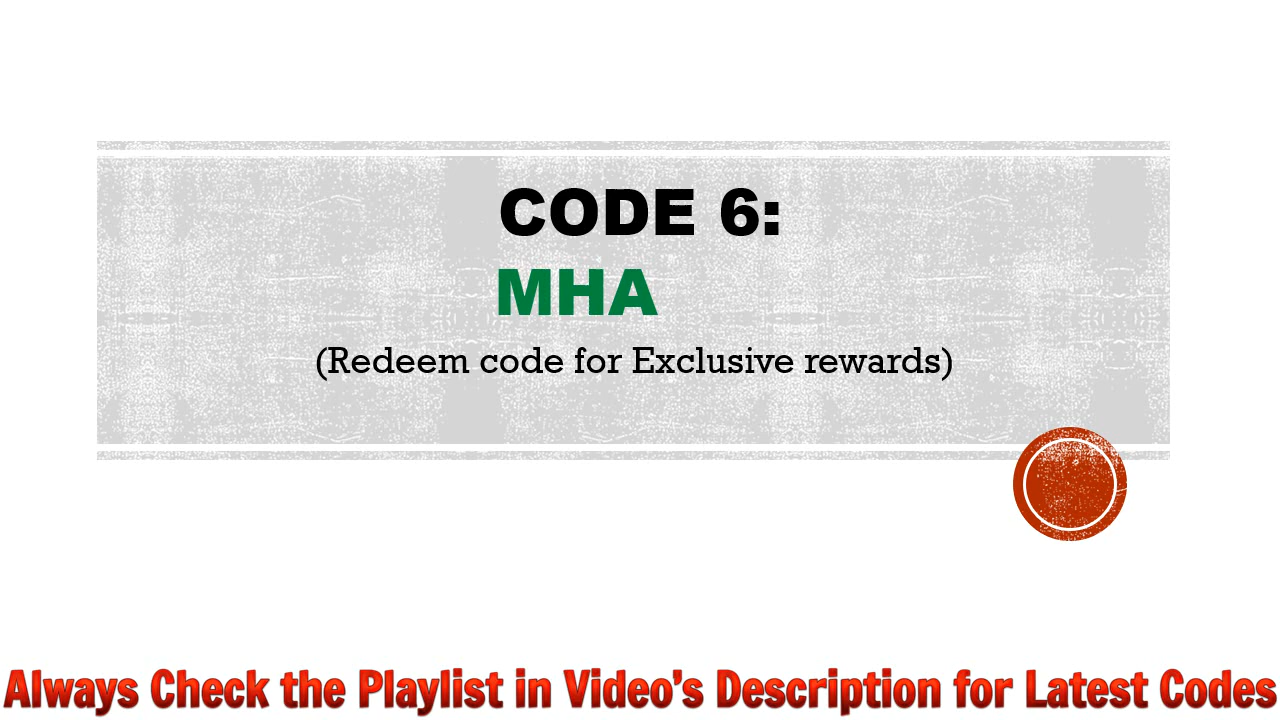 CODE 6:
MHA
(Redeem code for Exclusive rewards)
Always Check the Playlist in Video's Description for Latest Codes